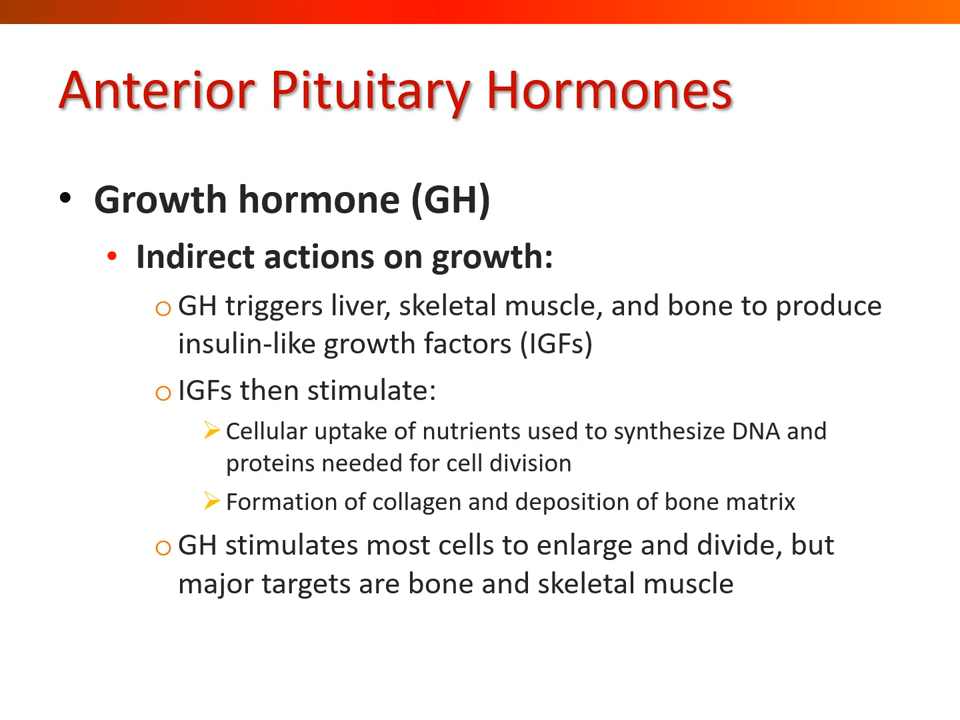 Anterior Pituitary Hormones
• Growth hormone (GH)
• Indirect actions on growth:
o GH triggers liver, skeletal muscle, and bone to produce
insulin-like growth factors (IGFs)
o IGFs then stimulate:
➢ Cellular uptake of nutrients used to synthesize DNA and
proteins needed for cell division
➢ Formation of collagen and deposition of bone matrix
o GH stimulates most cells to enlarge and divide, but
major targets are bone and skeletal muscle